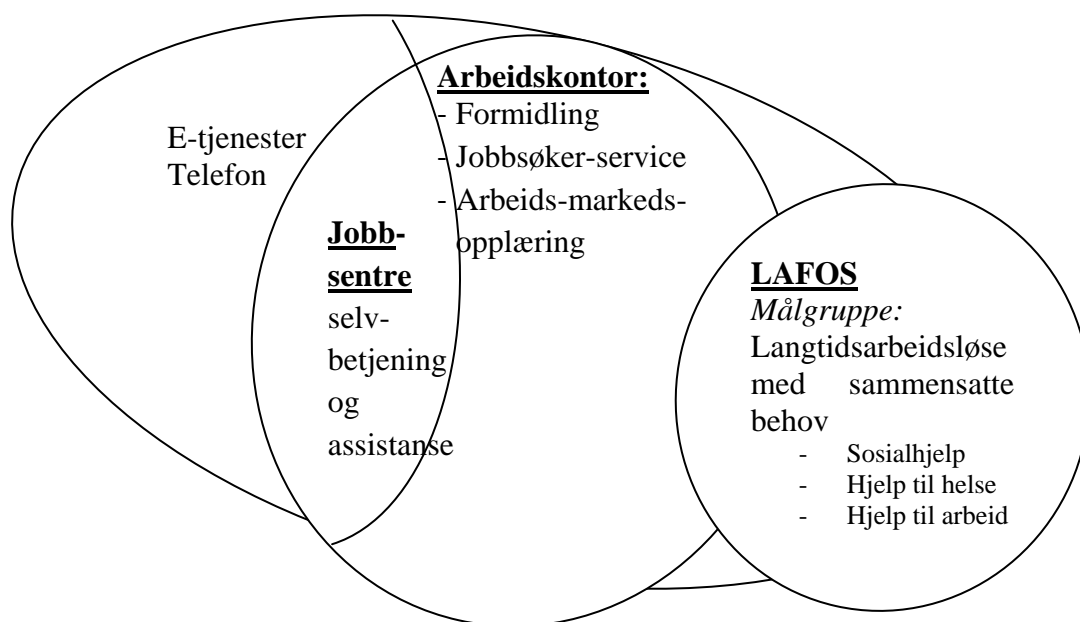 E-tjenester
Telefon
Arbeidskontor:
- Formidling
- Jobbsøker-service
- Arbeids-markeds-
opplæring
Jobb-
sentre
selv-
betjening
og
assistanse
LAFOS
Målgruppe:
Langtidsarbeidsløse
med sammensatte
behov
- Sosialhjelp
- Hjelp til helse
- Hjelp til arbeid